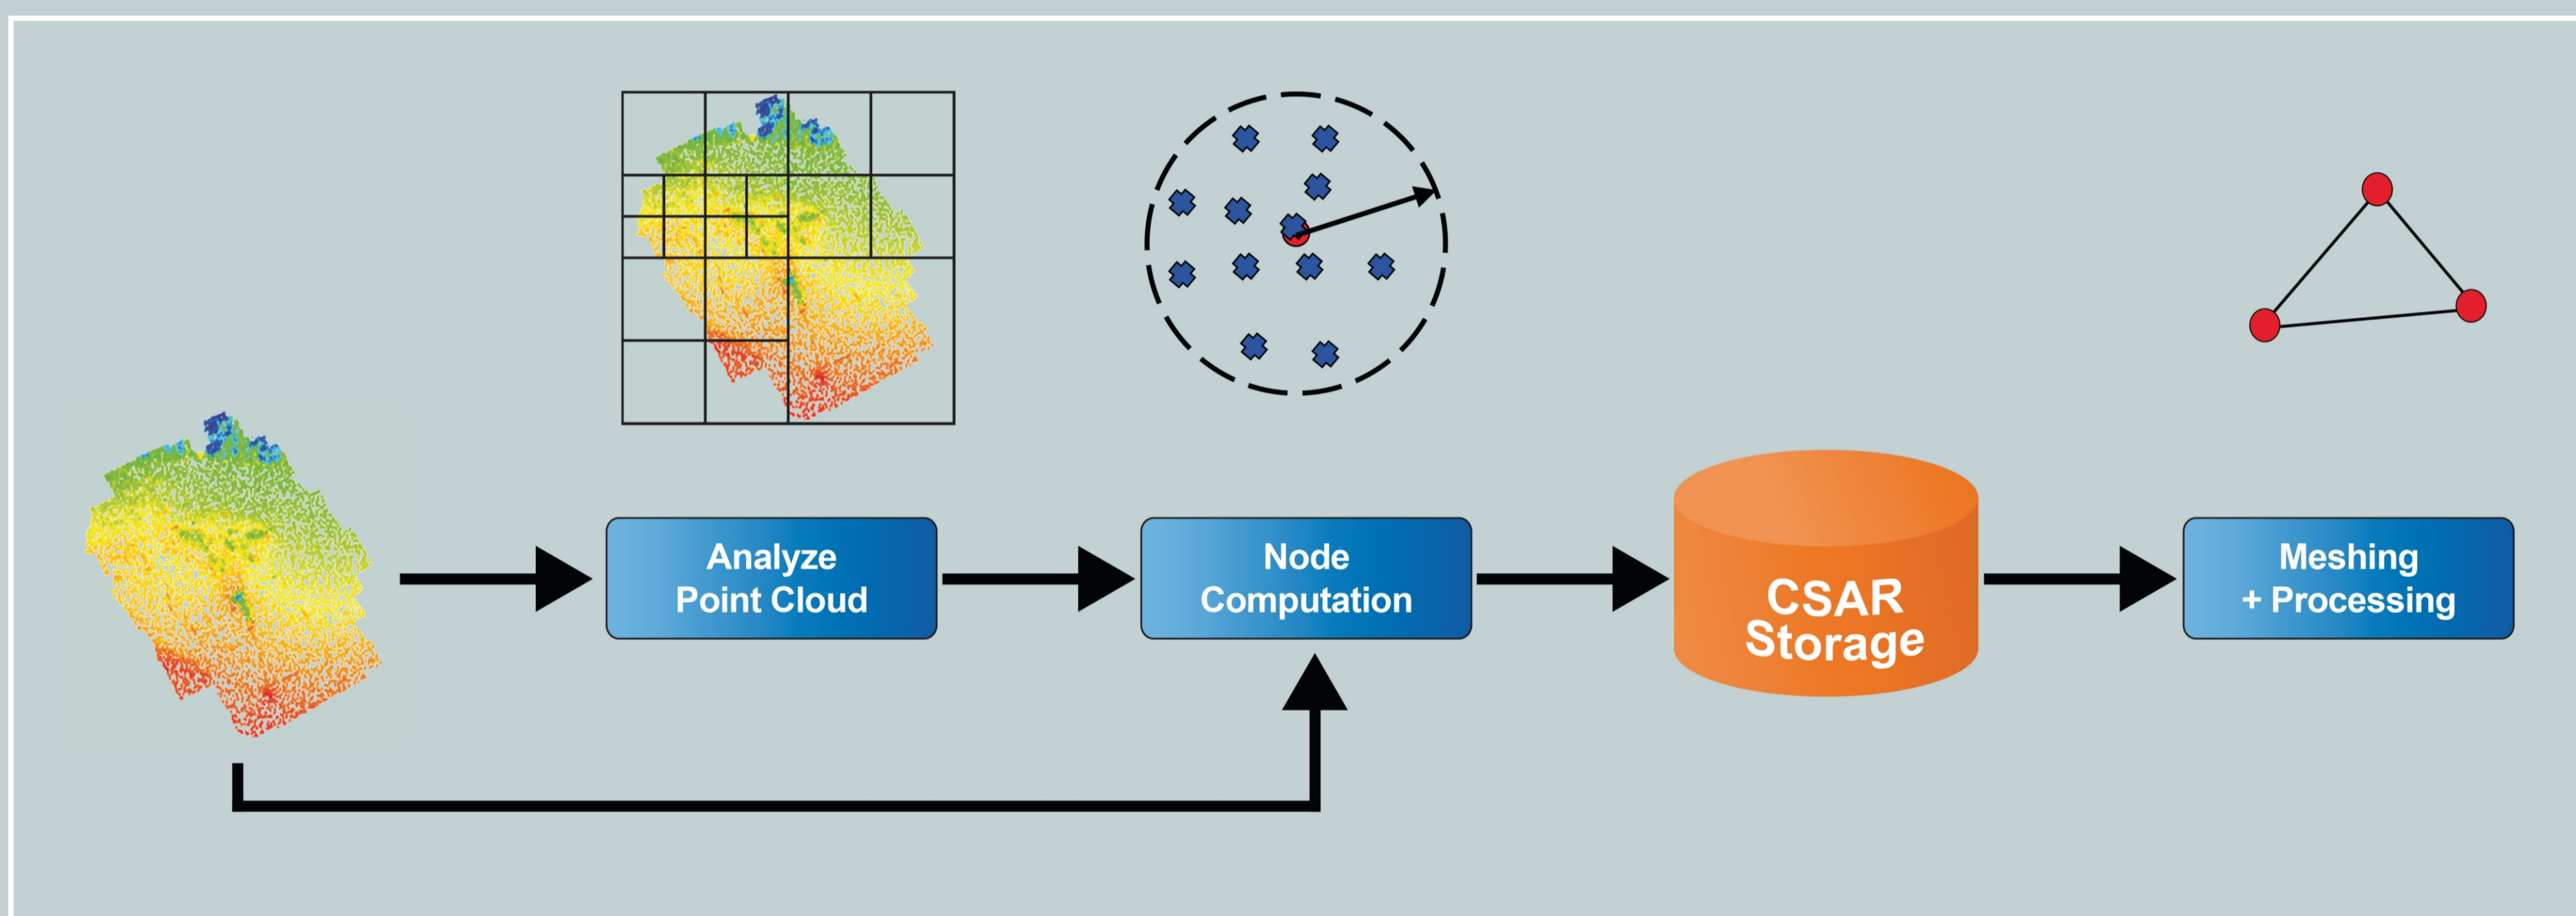 Analyze
Point Cloud
Node
Computation
CSAR
Storage
Meshing
+ Processing